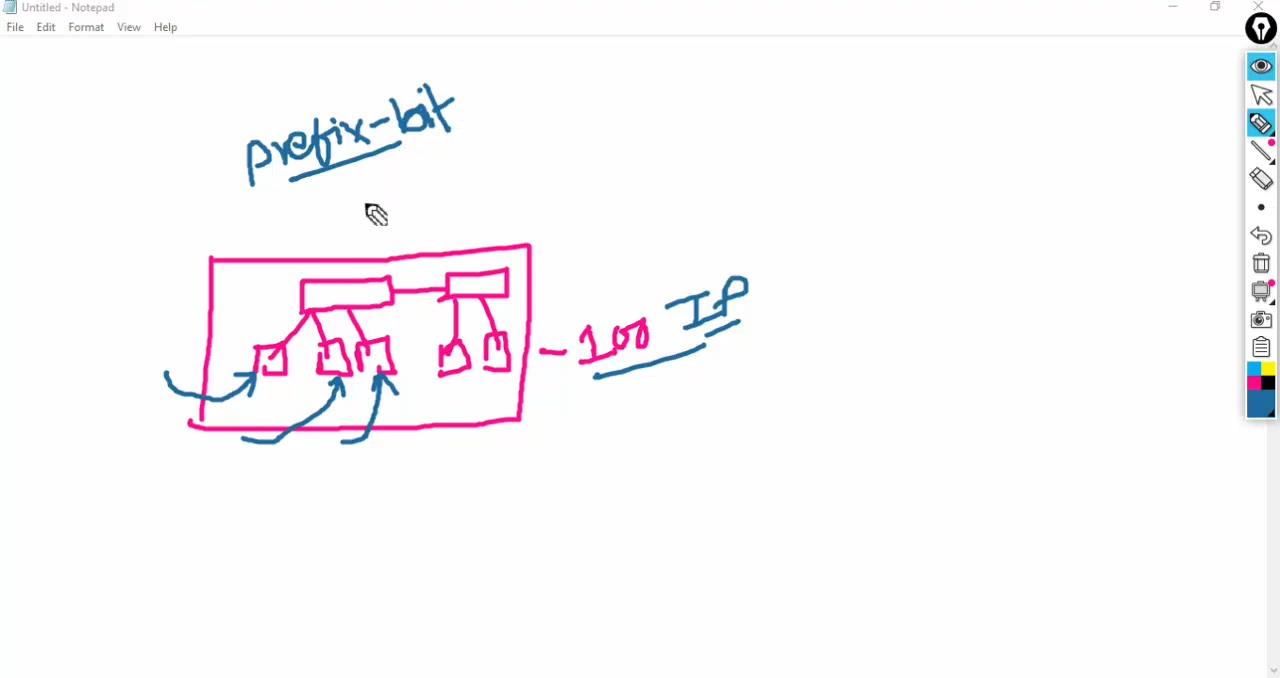 Untitled - Notepad
File Edit Format View Help
prefix-bit
- 100 IP